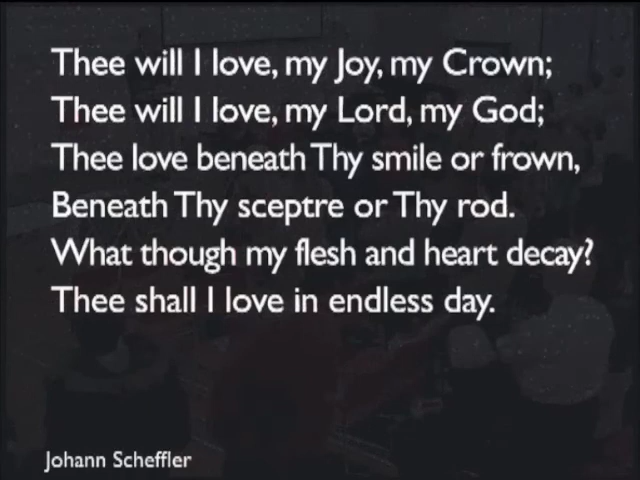 Thee will I love, my Joy, my Crown;
Thee will I love, my Lord, my God;
Thee love beneath Thy smile or frown,
Beneath Thy sceptre or Thy rod.
What though my flesh and heart decay?
Thee shall I love in endless day.
Johann Scheffler